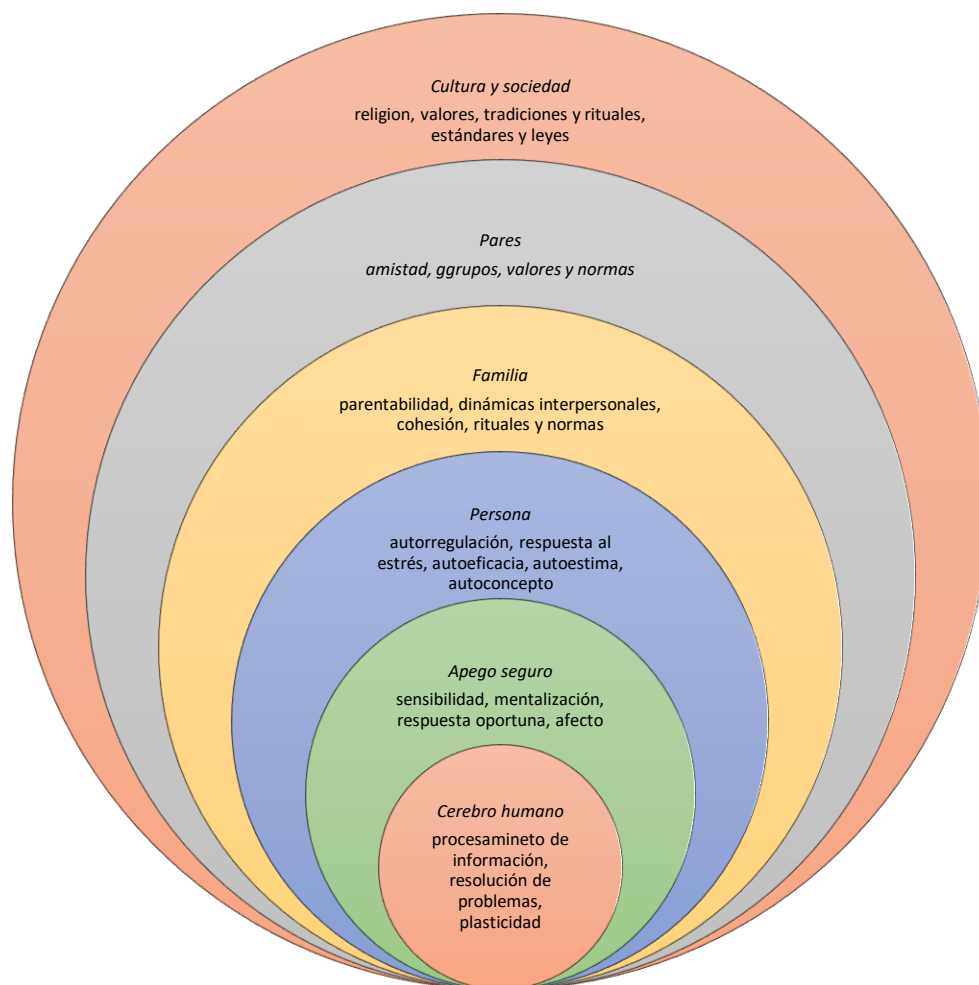 Cultura y sociedad
religion, valores, tradiciones y rituales,
estándares y leyes
Pares
amistad, ggrupos, valores y normas
Familia
parentabilidad, dinámicas interpersonales,
cohesión, rituales y normas
Persona
autorregulación, respuesta al
estrés, autoeficacia, autoestima,
autoconcepto
Apego seguro
sensibilidad, mentalización,
respuesta oportuna, afecto
Cerebro humano
procesamineto de
información,
resolución de
problemas,
plasticidad